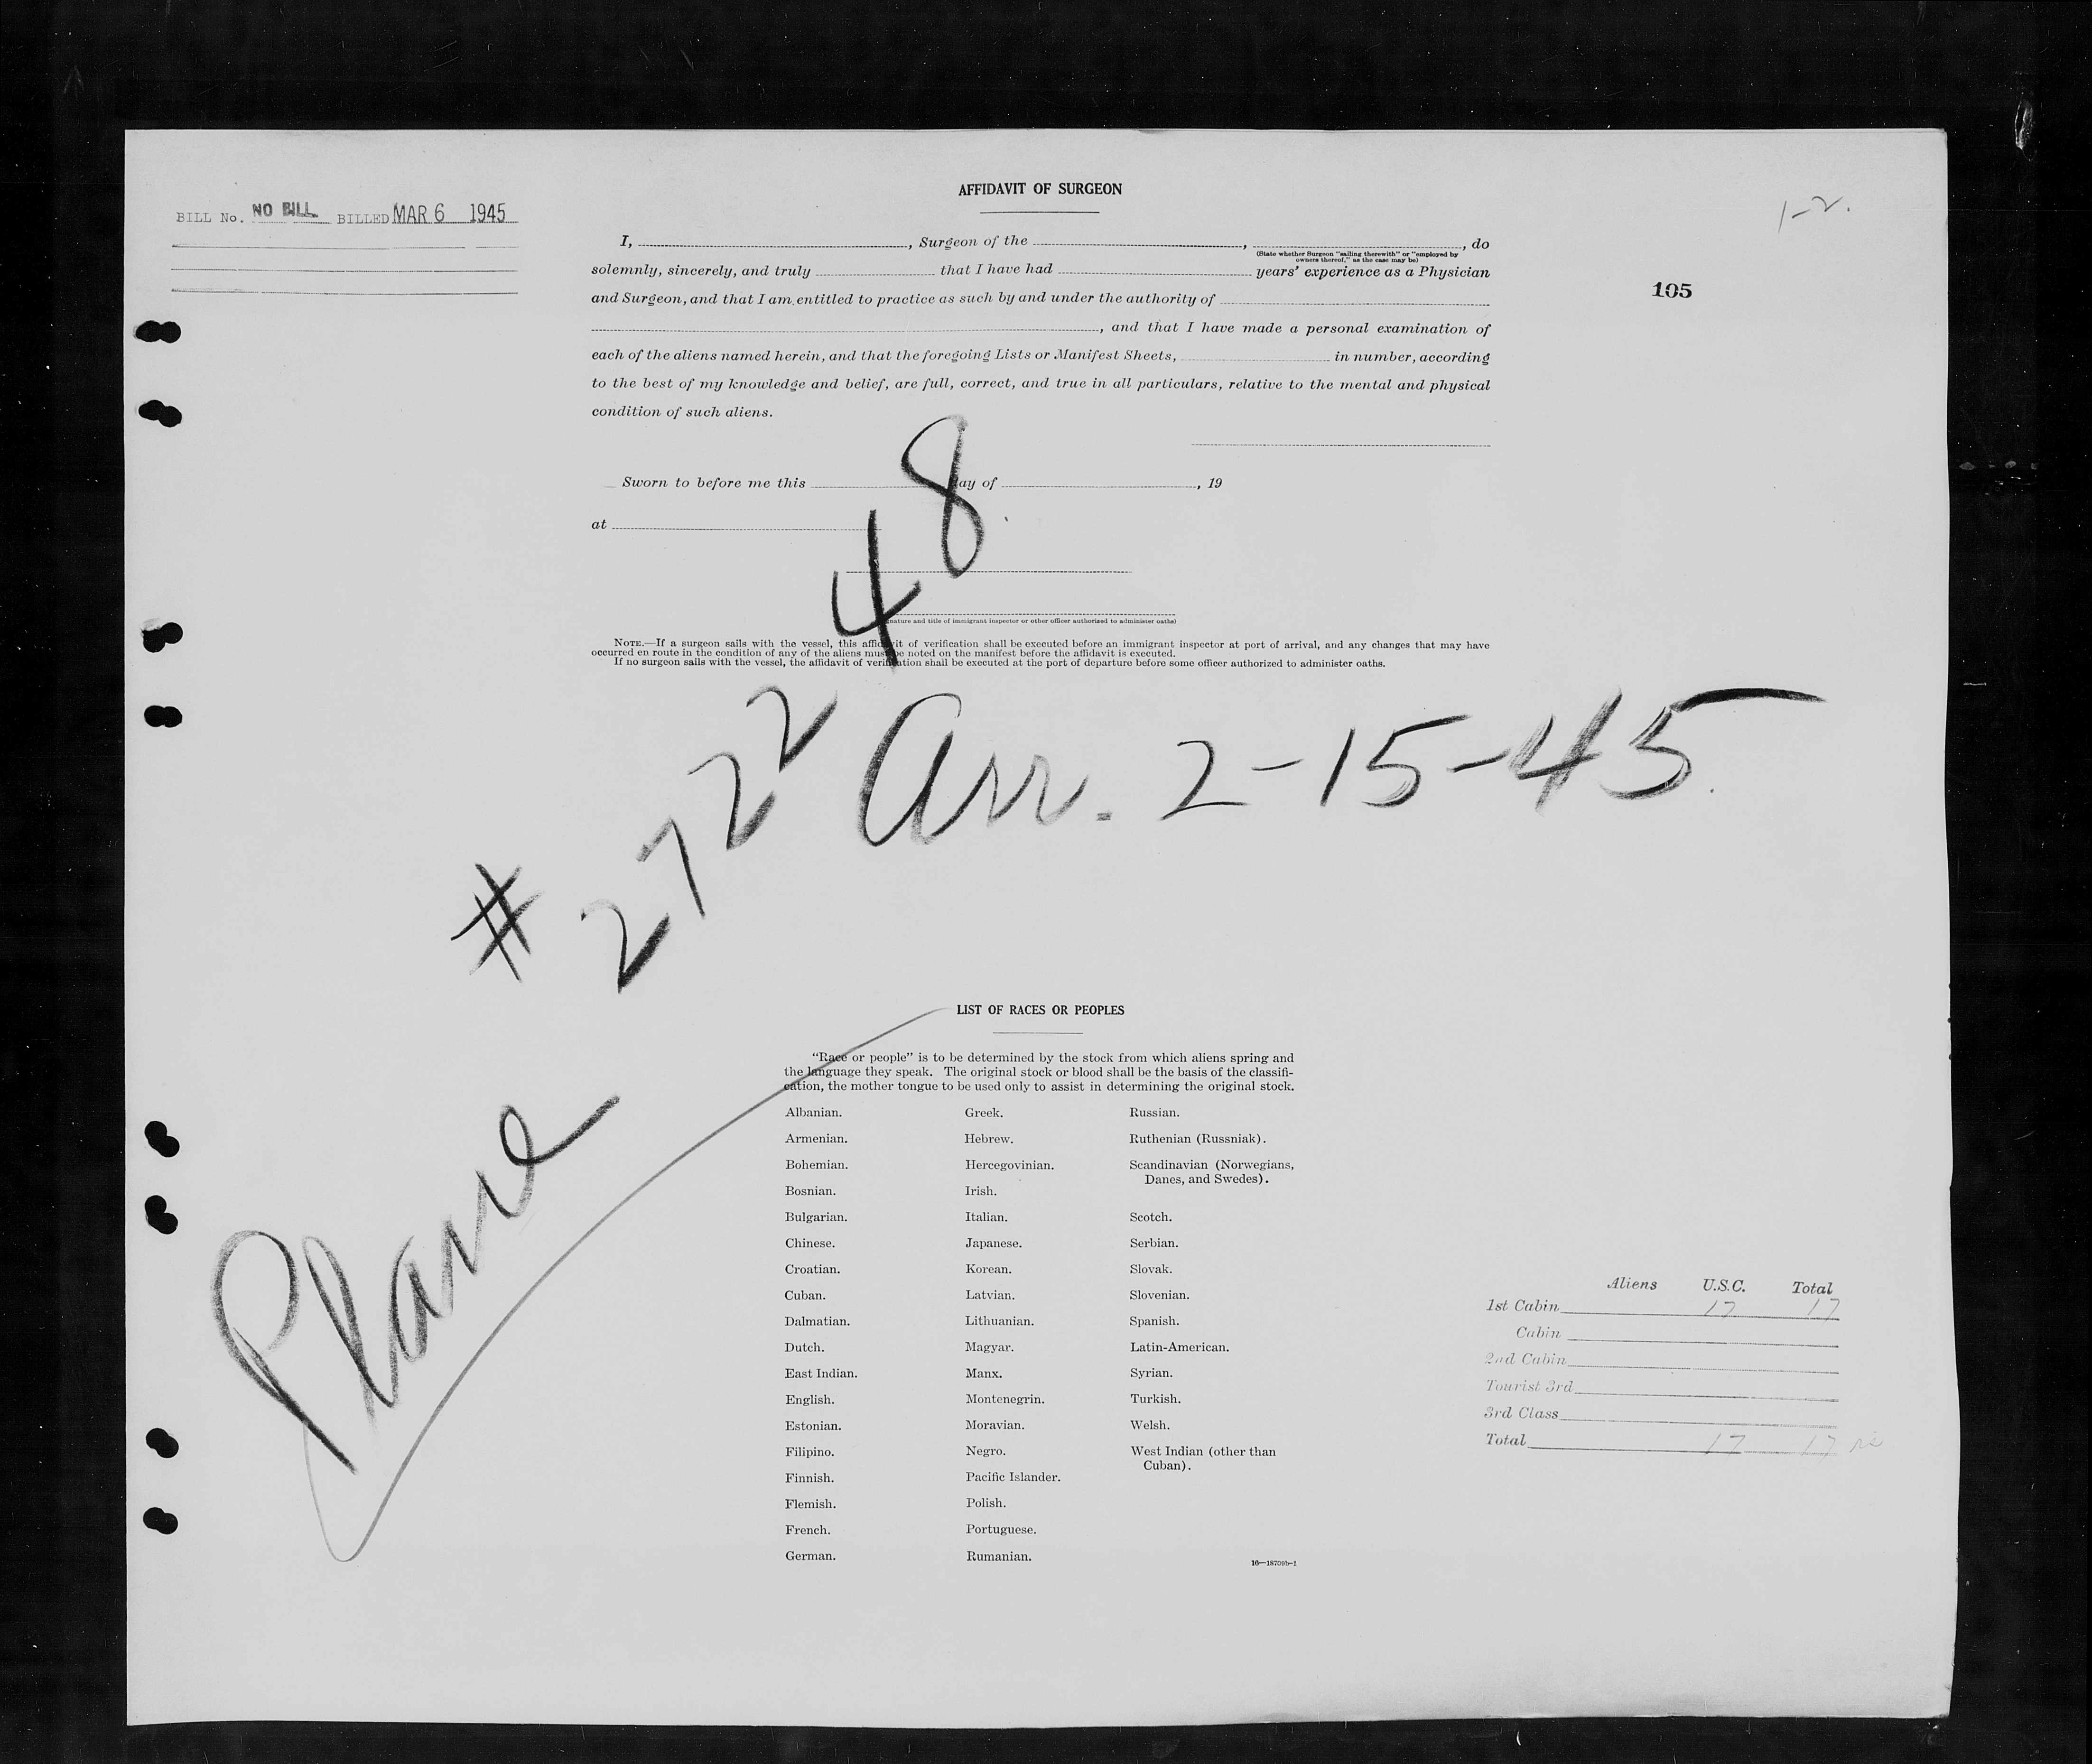 AFFIDAVIT OF SURGEON
BILL No. NO BILL BILLED MAR 6 1945
1-2.
105
I, , Surgeon of the , , do
(State whether Surgeon "sailing therewith" or "employed by
owners thereof," as the case may be)
solemnly, sincerely, and truly that I have had years' experience as a Physician
and Surgeon, and that I am entitled to practice as such by and under the authority of
, and that I have made a personal examination of
each of the aliens named herein, and that the foregoing Lists or Manifest Sheets, in number, according
to the best of my knowledge and belief, are full, correct, and true in all particulars, relative to the mental and physical
condition of such aliens.
Sworn to before me this day of , 19
at
48
(Signature and title of immigrant inspector or other officer authorized to administer oaths)
NOTE.—If a surgeon sails with the vessel, this affidavit of verification shall be executed before an immigrant inspector at port of arrival, and any changes that may have
occurred en route in the condition of any of the aliens must be noted on the manifest before the affidavit is executed.
If no surgeon sails with the vessel, the affidavit of verification shall be executed at the port of departure before some officer authorized to administer oaths.
Arr. 2-15-45.
# 2722
Plane
LIST OF RACES OR PEOPLES
"Race or people" is to be determined by the stock from which aliens spring and
the language they speak. The original stock or blood shall be the basis of the classifi-
cation, the mother tongue to be used only to assist in determining the original stock.
Albanian.
Armenian.
Bohemian.
Bosnian.
Bulgarian.
Chinese.
Croatian.
Cuban.
Dalmatian.
Dutch.
East Indian.
English.
Estonian.
Filipino.
Finnish.
Flemish.
French.
German.
Greek.
Hebrew.
Hercegovinian.
Irish.
Italian.
Japanese.
Korean.
Latvian.
Lithuanian.
Magyar.
Manx.
Montenegrin.
Moravian.
Negro.
Pacific Islander.
Polish.
Portuguese.
Rumanian.
Russian.
Ruthenian (Russniak).
Scandinavian (Norwegians,
Danes, and Swedes).
Scotch.
Serbian.
Slovak.
Slovenian.
Spanish.
Latin-American.
Syrian.
Turkish.
Welsh.
West Indian (other than
Cuban).
16—18709b-1
Aliens U.S.C. Total
1st Cabin 17 17
Cabin
2nd Cabin
Tourist 3rd
3rd Class
Total 17 17